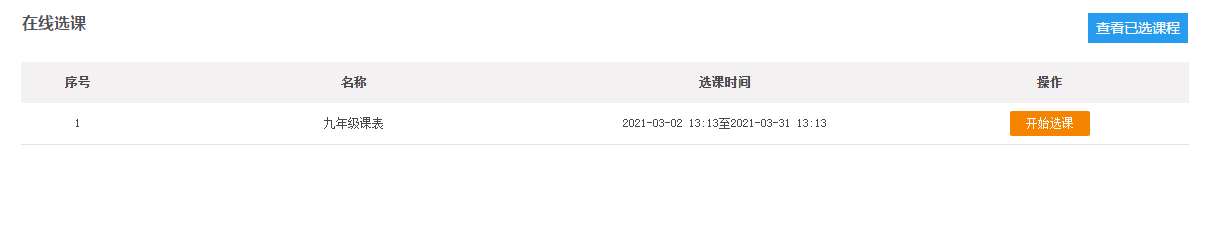 在线选课
查看已选课程
序号 名称 选课时间 操作
1 九年级课表 2021-03-02 13:13至2021-03-31 13:13 开始选课